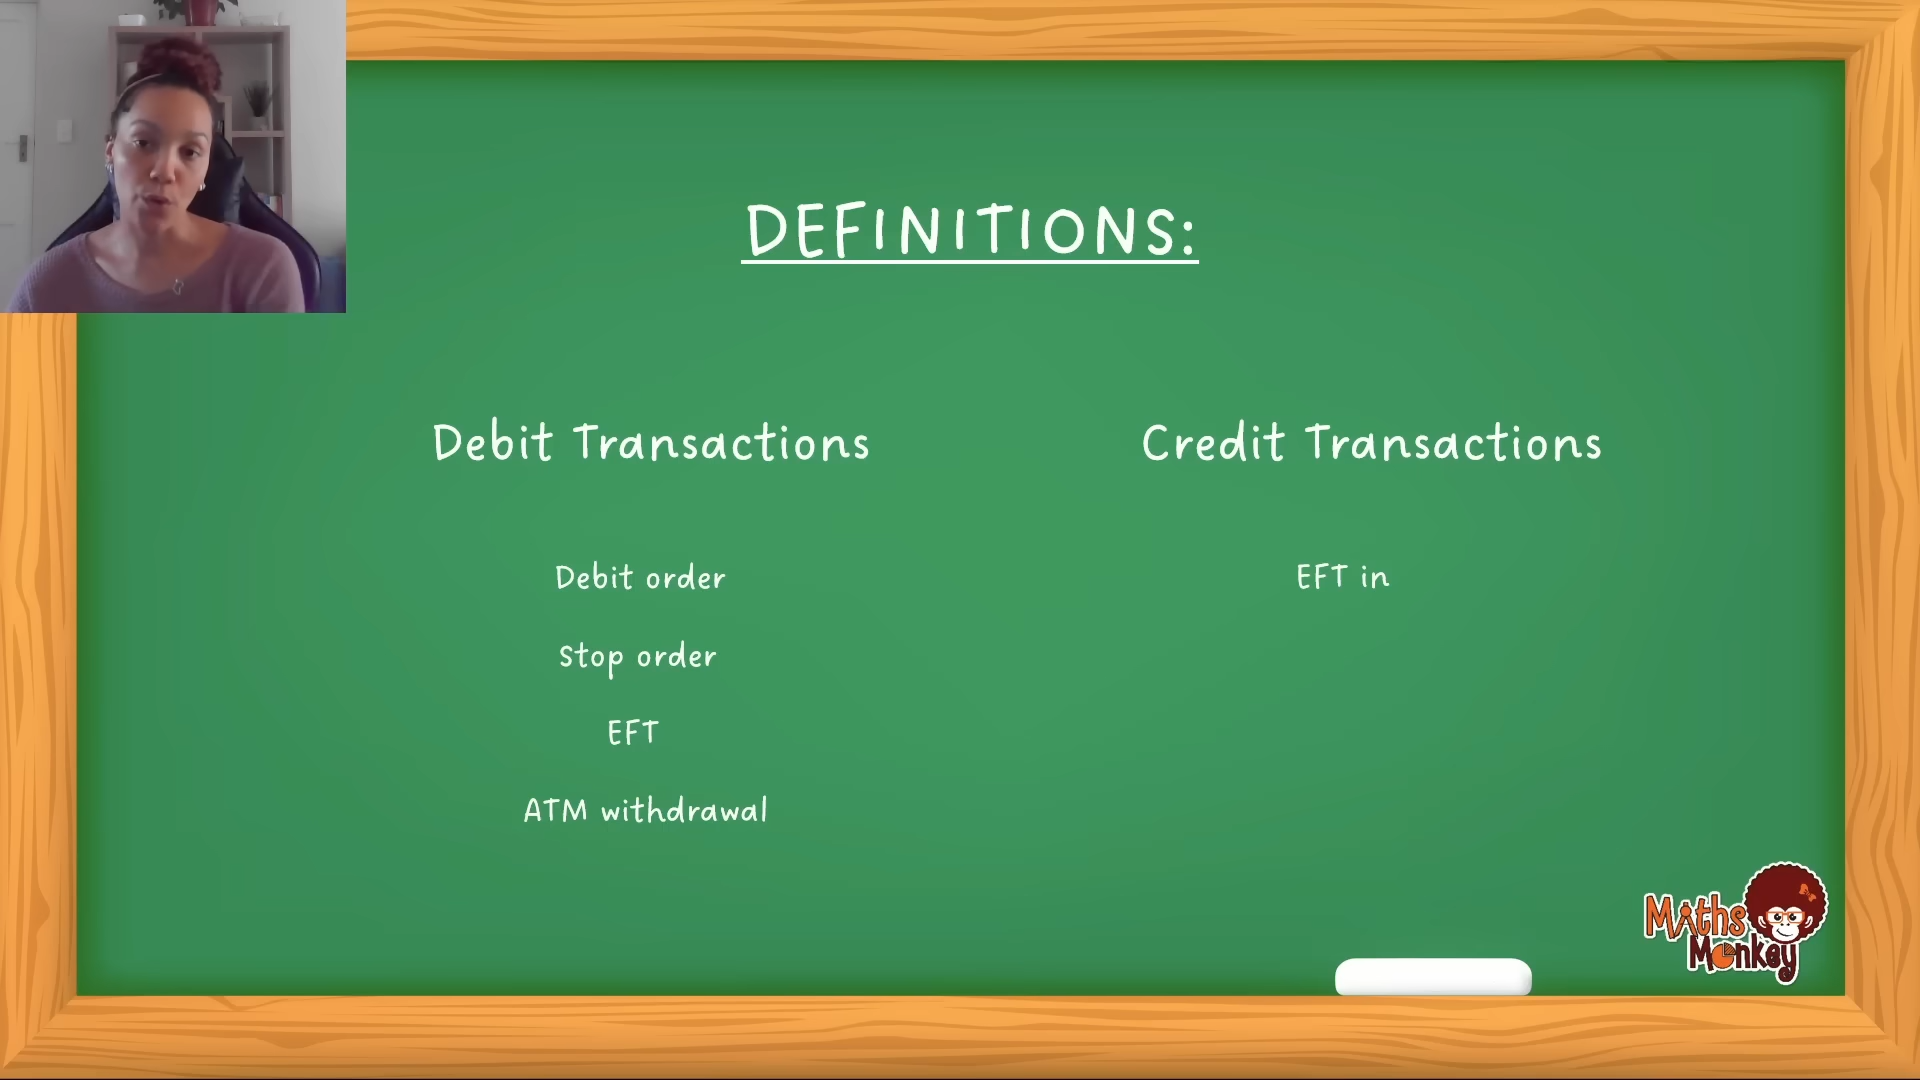 DEFINITIONS:
Debit Transactions
Credit Transactions
Debit order
EFT in
Stop order
EFT
ATM withdrawal
Maths
Monkey